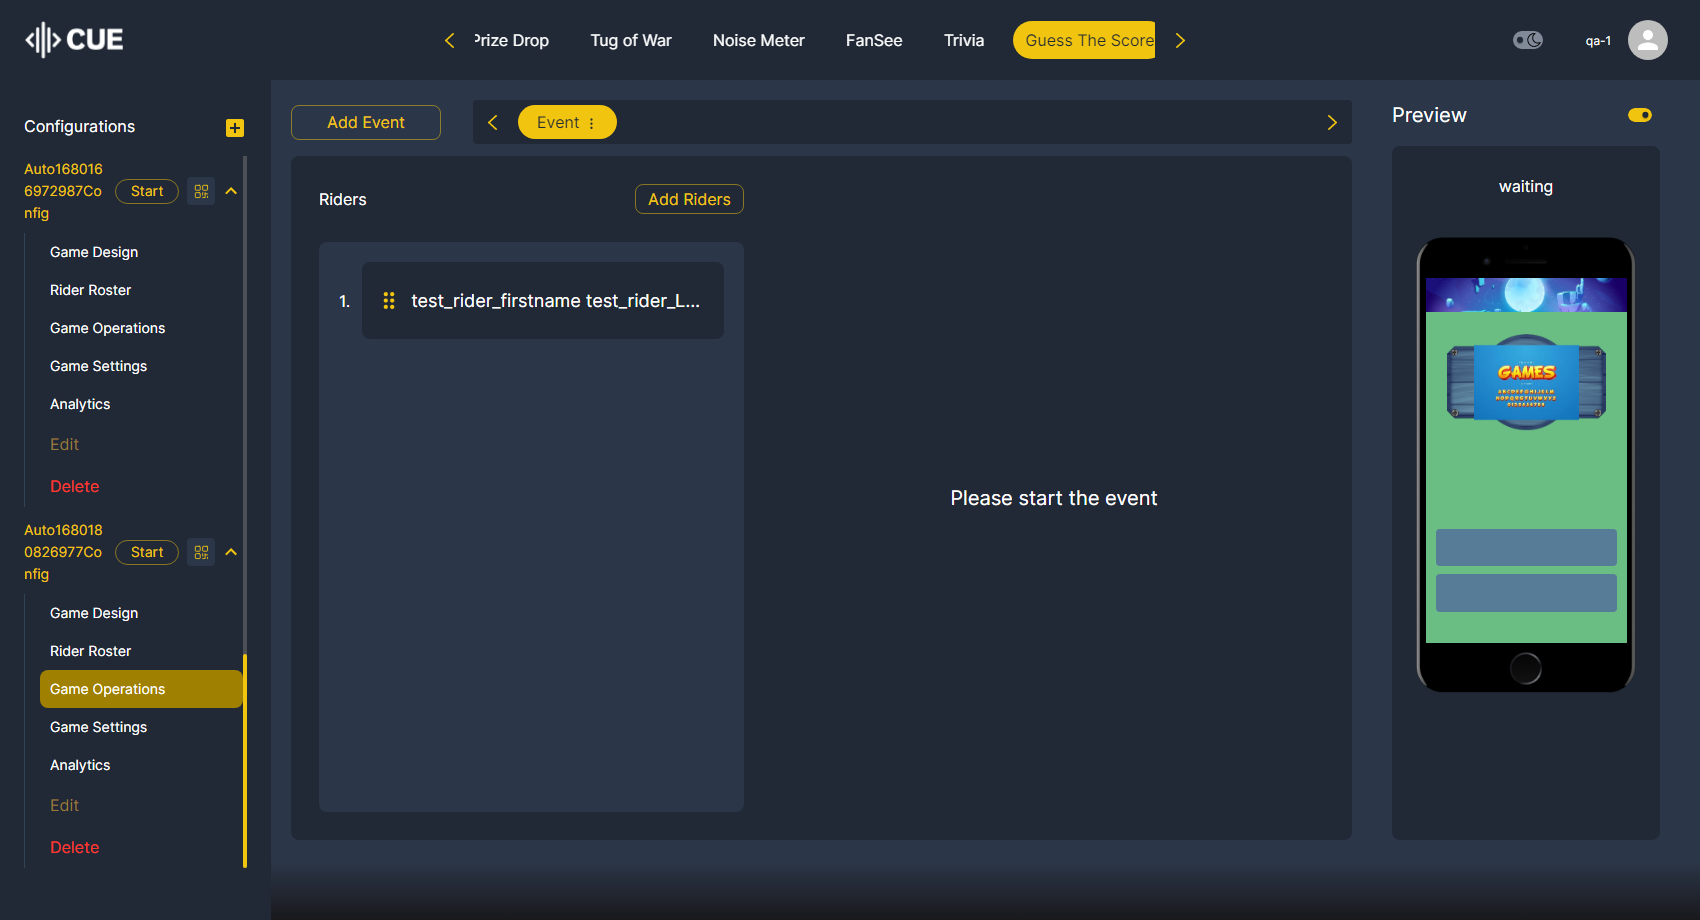 CUE
Prize Drop
Tug of War
Noise Meter
FanSee
Trivia
Guess The Score
qa-1
Configurations
Auto168016
6972987Co
nfig
Start
Game Design
Rider Roster
Game Operations
Game Settings
Analytics
Edit
Delete
Auto168018
0826977Co
nfig
Start
Game Design
Rider Roster
Game Operations
Game Settings
Analytics
Edit
Delete
Add Event
Event
Riders
Add Riders
1.
test_rider_firstname test_rider_L...
Please start the event
Preview
waiting
GAMES